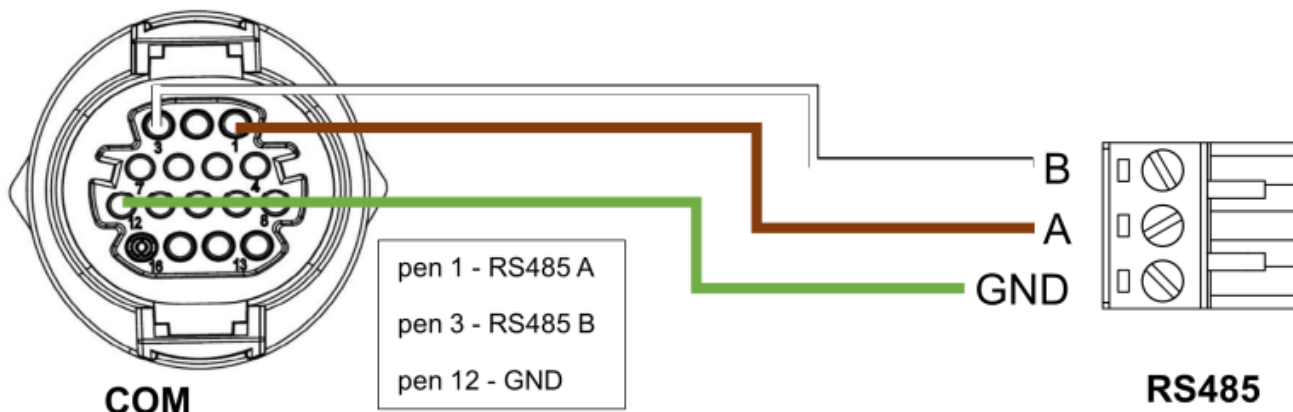 3
1
7
4
12
8
16
13
B
A
GND
pen 1 - RS485 A
pen 3 - RS485 B
pen 12 - GND
COM
RS485